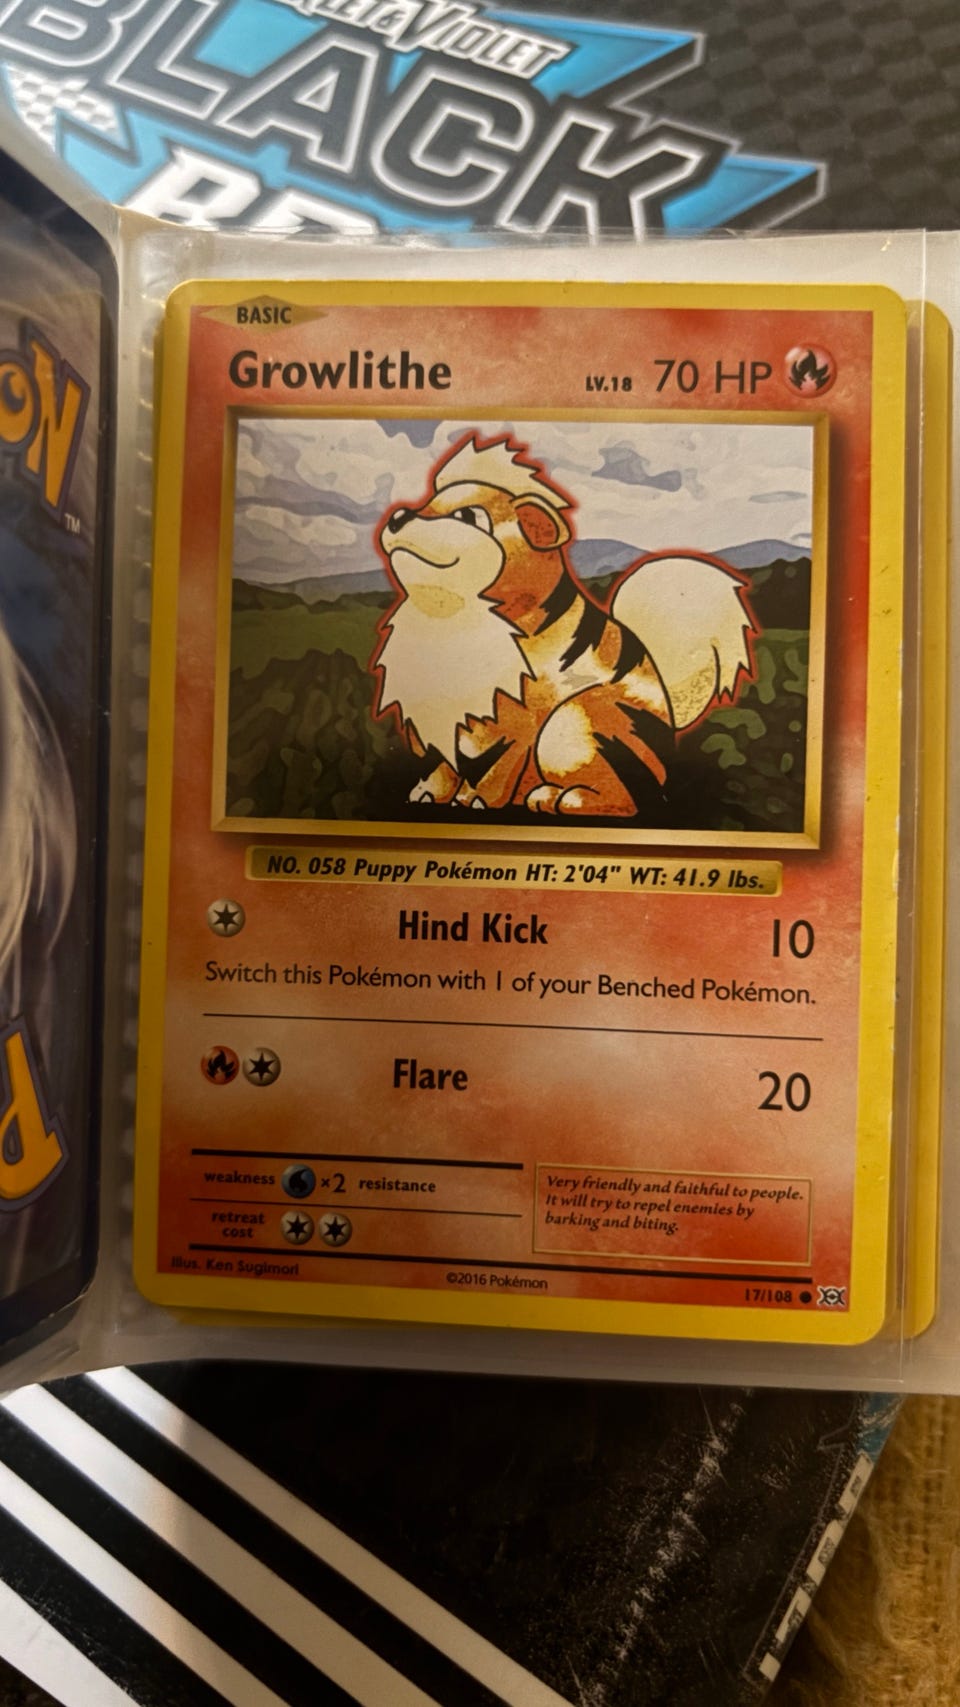 & VIOLET
BLACK
BASIC
Growlithe
LV.18 70 HP
ON
TM
NO. 058 Puppy Pokémon HT: 2'04" WT: 41.9 lbs.
Hind Kick 10
Switch this Pokémon with 1 of your Benched Pokémon.
Flare 20
weakness ×2 resistance
retreat
cost
Very friendly and faithful to people.
It will try to repel enemies by
barking and biting.
Illus. Ken Sugimori
©2016 Pokémon
17/108